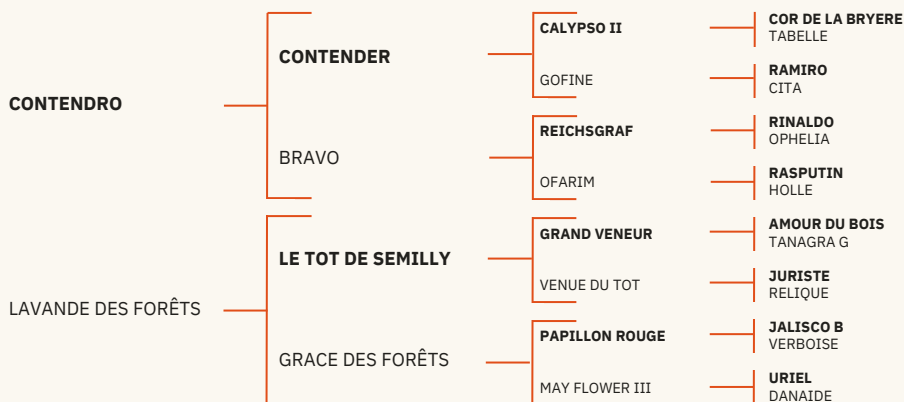 CONTENDRO
CONTENDER
CALYPSO II
COR DE LA BRYERE
TABELLE
GOFINE
RAMIRO
CITA
BRAVO
REICHSGRAF
RINALDO
OPHELIA
OFARIM
RASPUTIN
HOLLE
LAVANDE DES FORÊTS
LE TOT DE SEMILLY
GRAND VENEUR
AMOUR DU BOIS
TANAGRA G
VENUE DU TOT
JURISTE
RELIQUE
GRACE DES FORÊTS
PAPILLON ROUGE
JALISCO B
VERBOISE
MAY FLOWER III
URIEL
DANAIDE